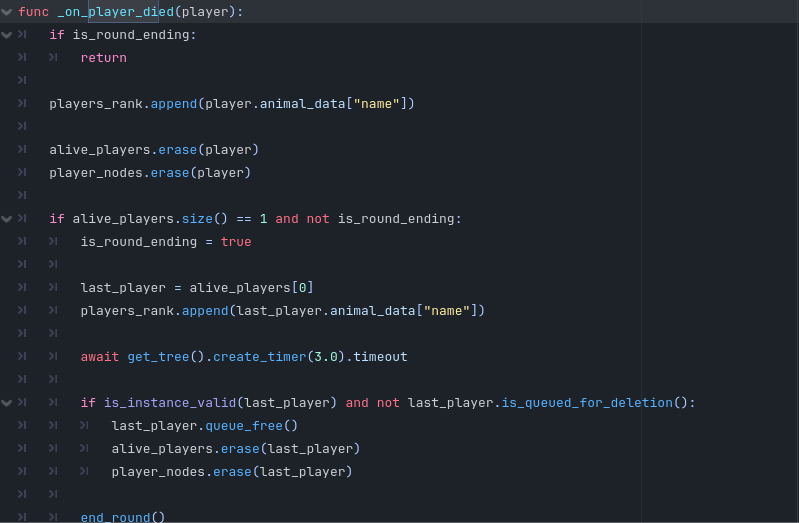 func _on_player_died(player):
if is_round_ending:
return
players_rank.append(player.animal_data["name"])
alive_players.erase(player)
player_nodes.erase(player)
if alive_players.size() == 1 and not is_round_ending:
is_round_ending = true
last_player = alive_players[0]
players_rank.append(last_player.animal_data["name"])
await get_tree().create_timer(3.0).timeout
if is_instance_valid(last_player) and not last_player.is_queued_for_deletion():
last_player.queue_free()
alive_players.erase(last_player)
player_nodes.erase(last_player)
end_round()